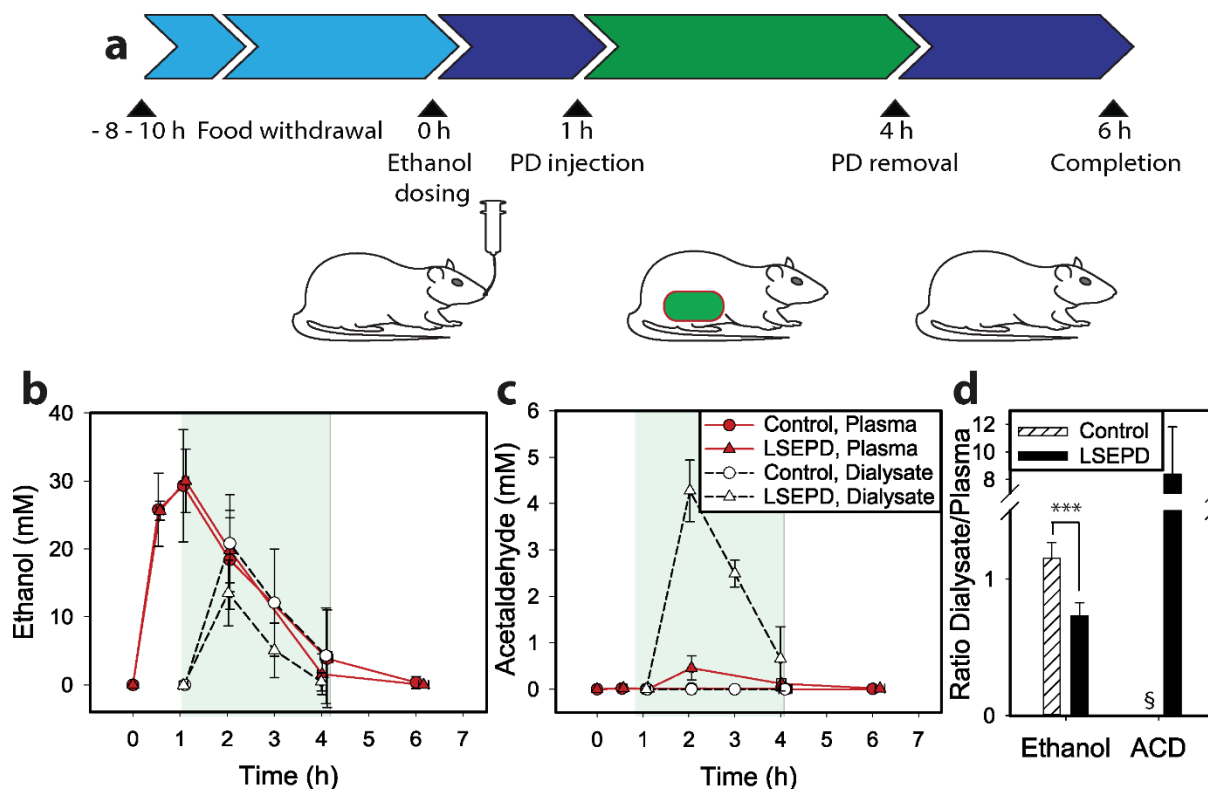 a
- 8 - 10 h Food withdrawal 0 h 1 h 4 h 6 h
Ethanol PD injection PD removal Completion
dosing
b
40
30
20
10
0
Ethanol (mM)
0 1 2 3 4 5 6 7
Time (h)
c
6
5
4
3
2
1
0
Acetaldehyde (mM)
Control, Plasma
LSEPD, Plasma
Control, Dialysate
LSEPD, Dialysate
0 1 2 3 4 5 6 7
Time (h)
d
12
10
8
1
0
Ratio Dialysate/Plasma
Control
LSEPD
***
§
Ethanol ACD